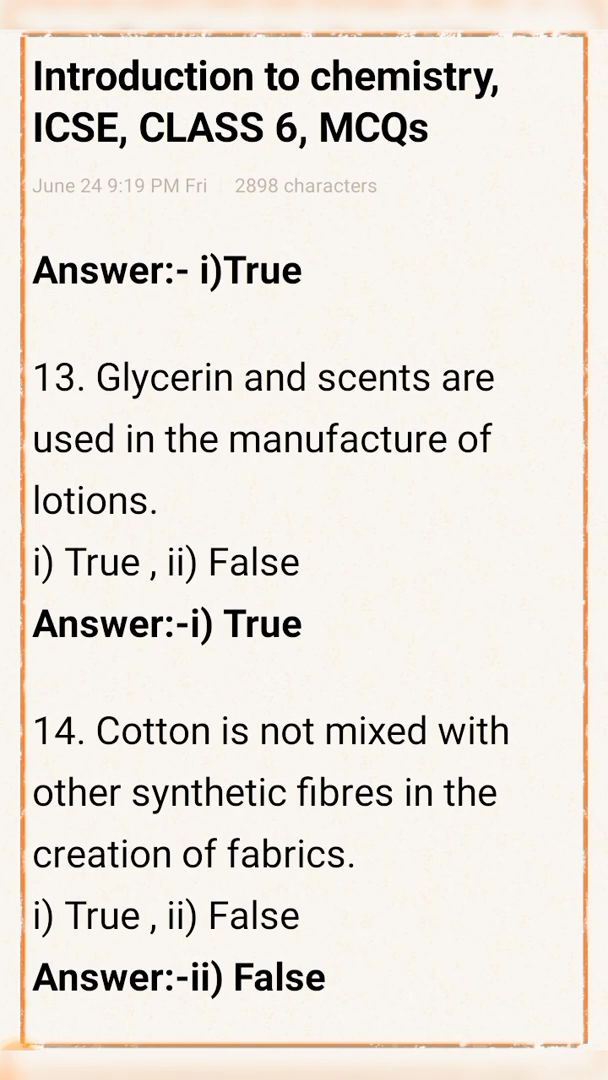 Introduction to chemistry,
ICSE, CLASS 6, MCQs
June 24 9:19 PM Fri | 2898 characters
Answer:- i)True
13. Glycerin and scents are
used in the manufacture of
lotions.
i) True , ii) False
Answer:-i) True
14. Cotton is not mixed with
other synthetic fibres in the
creation of fabrics.
i) True , ii) False
Answer:-ii) False